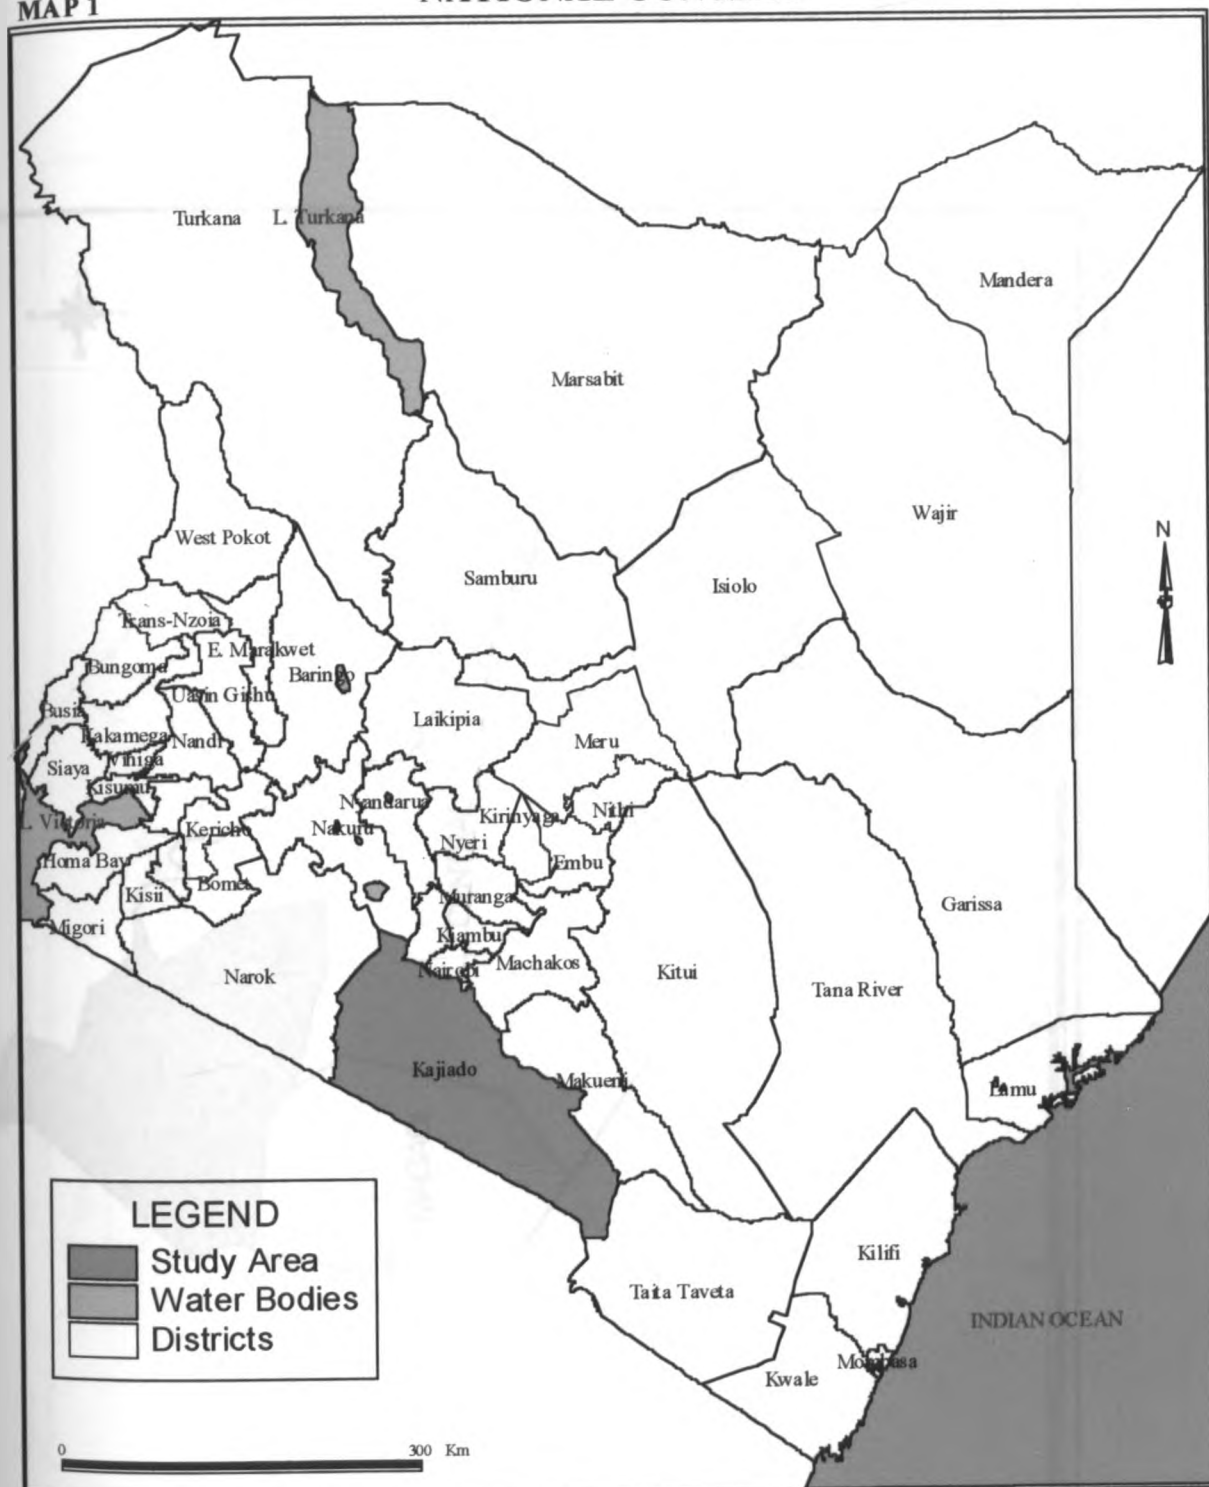 MAP 1
Turkana
L. Turkana
Mandera
Marsabit
Wajir
West Pokot
Samburu
Isiolo
N
Trans-Nzoia
E. Marakwet
Bungoma
Baringo
Uasin Gishu
Busia
Laikipia
Kakamega
Nandi
Meru
Vihiga
Siaya
Kisumu
Nyandarua
Nithi
Kirinyaga
L. Victoria
Kericho
Nakuru
Nyeri
Homa Bay
Embu
Bomet
Kisii
Muranga
Garissa
Migori
Kiambu
Machakos
Nairobi
Kitui
Narok
Tana River
Kajiado
Makueni
Lamu
LEGEND
Study Area
Water Bodies
Districts
Kilifi
Taita Taveta
INDIAN OCEAN
Mombasa
Kwale
0 300 Km